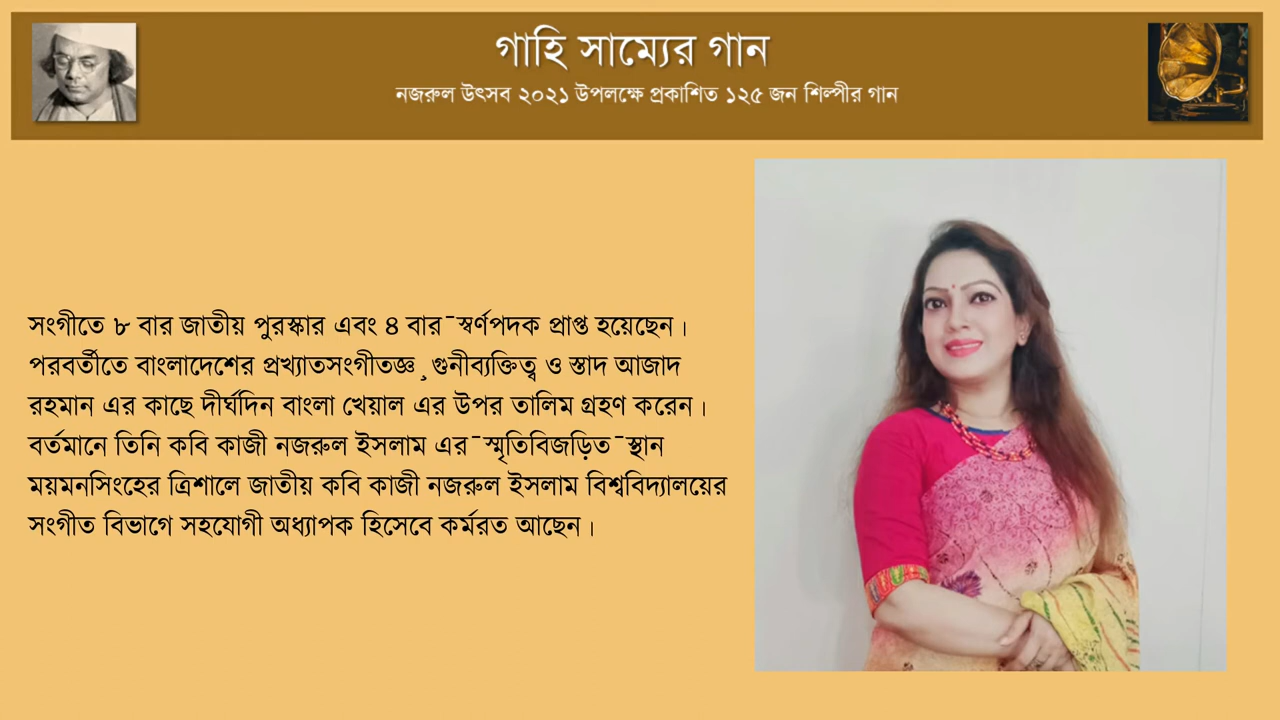 গাহি সাম্যের গান
নজরুল উৎসব ২০২১ উপলক্ষে প্রকাশিত ১২৫ জন শিল্পীর গান
সংগীতে ৮ বার জাতীয় পুরস্কার এবং ৪ বার¯স্বর্ণপদক প্রাপ্ত হয়েছেন।
পরবর্তীতে বাংলাদেশের প্রখ্যাতসংগীতজ্ঞ¸গুনীব্যক্তিত্ব ও স্তাদ আজাদ
রহমান এর কাছে দীর্ঘদিন বাংলা খেয়াল এর উপর তালিম গ্রহণ করেন।
বর্তমানে তিনি কবি কাজী নজরুল ইসলাম এর¯স্মৃতিবিজড়িত¯স্থান
ময়মনসিংহের ত্রিশালে জাতীয় কবি কাজী নজরুল ইসলাম বিশ্ববিদ্যালয়ের
সংগীত বিভাগে সহযোগী অধ্যাপক হিসেবে কর্মরত আছেন।